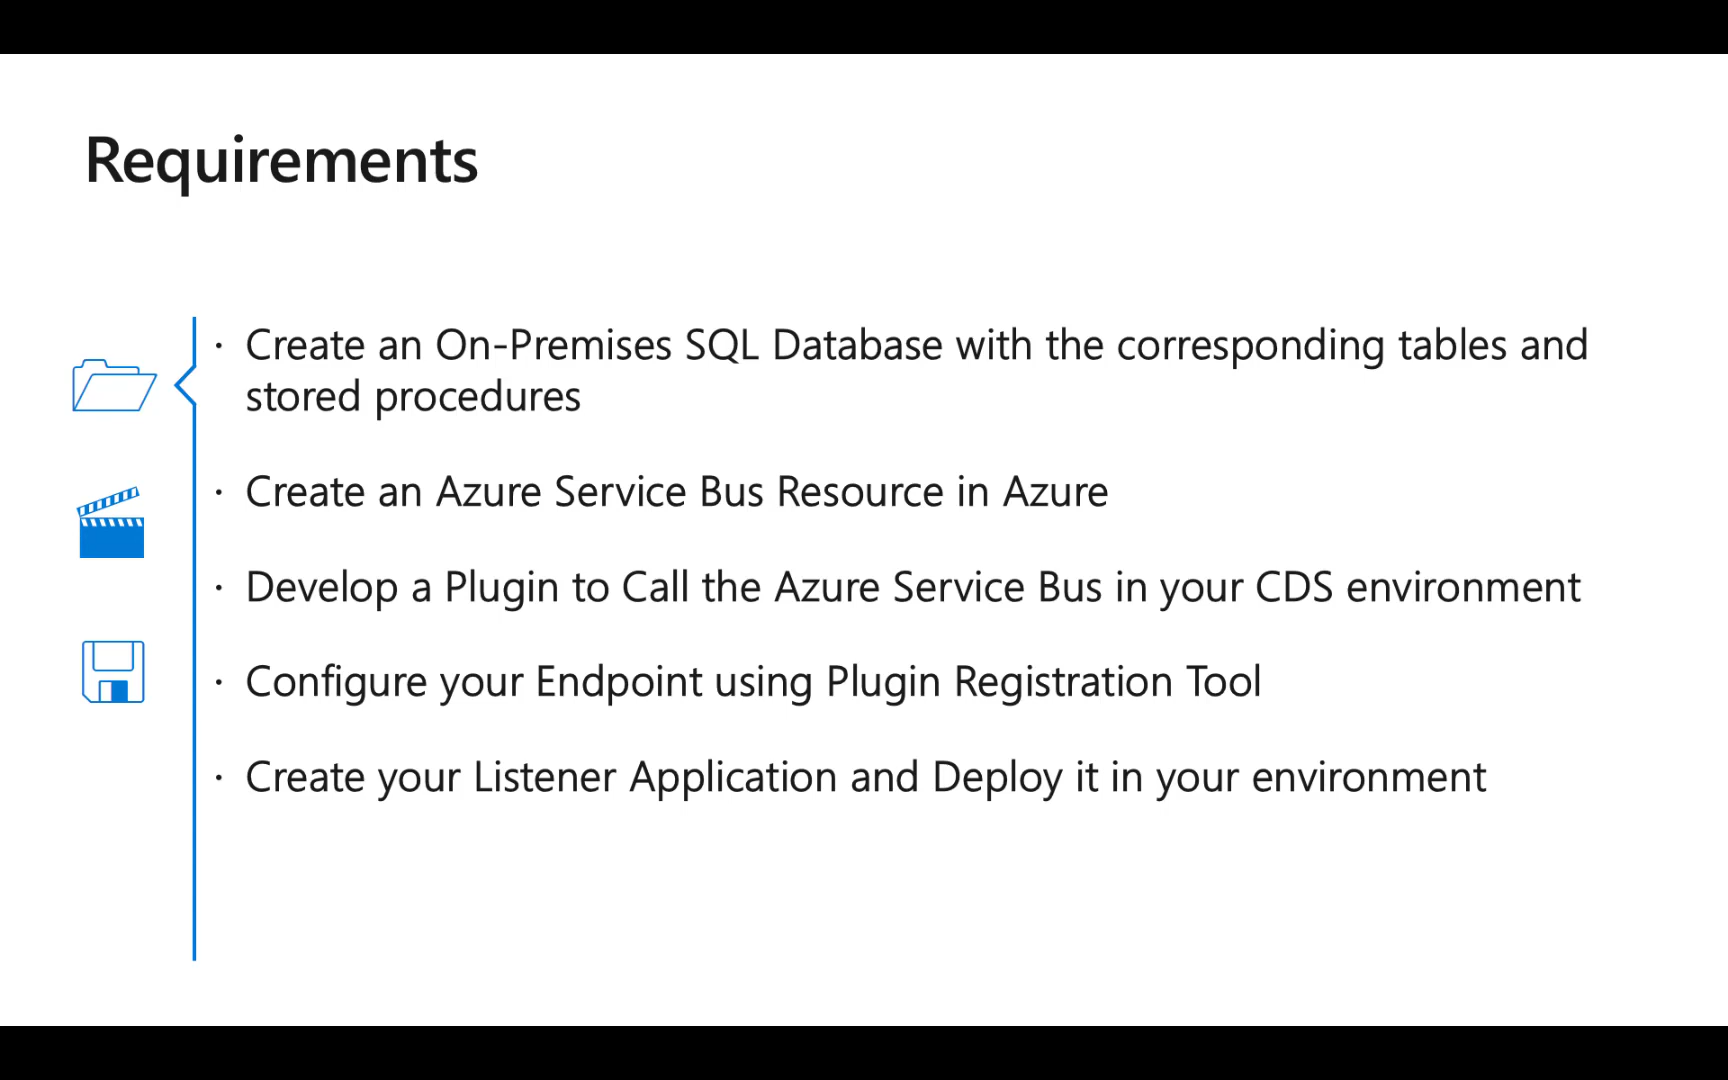 Requirements
· Create an On-Premises SQL Database with the corresponding tables and
stored procedures
· Create an Azure Service Bus Resource in Azure
· Develop a Plugin to Call the Azure Service Bus in your CDS environment
· Configure your Endpoint using Plugin Registration Tool
· Create your Listener Application and Deploy it in your environment